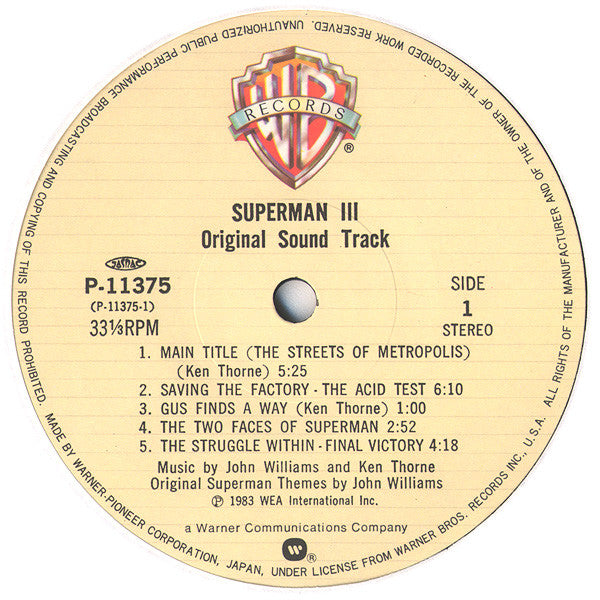 WB
RECORDS
®
SUPERMAN III
Original Sound Track
JASRAC
P-11375
(P-11375-1)
33⅓RPM
SIDE
1
STEREO
1. MAIN TITLE (THE STREETS OF METROPOLIS)
(Ken Thorne) 5:25
2. SAVING THE FACTORY - THE ACID TEST 6:10
3. GUS FINDS A WAY (Ken Thorne) 1:00
4. THE TWO FACES OF SUPERMAN 2:52
5. THE STRUGGLE WITHIN - FINAL VICTORY 4:18
Music by John Williams and Ken Thorne
Original Superman Themes by John Williams
℗ 1983 WEA International Inc.
a Warner Communications Company
W®
ALL RIGHTS OF THE MANUFACTURER AND OF THE OWNER OF THE RECORDED WORK RESERVED. UNAUTHORIZED PUBLIC PERFORMANCE BROADCASTING AND COPYING OF THIS RECORD PROHIBITED.
MADE BY WARNER-PIONEER CORPORATION, JAPAN, UNDER LICENSE FROM WARNER BROS. RECORDS INC., U.S.A.